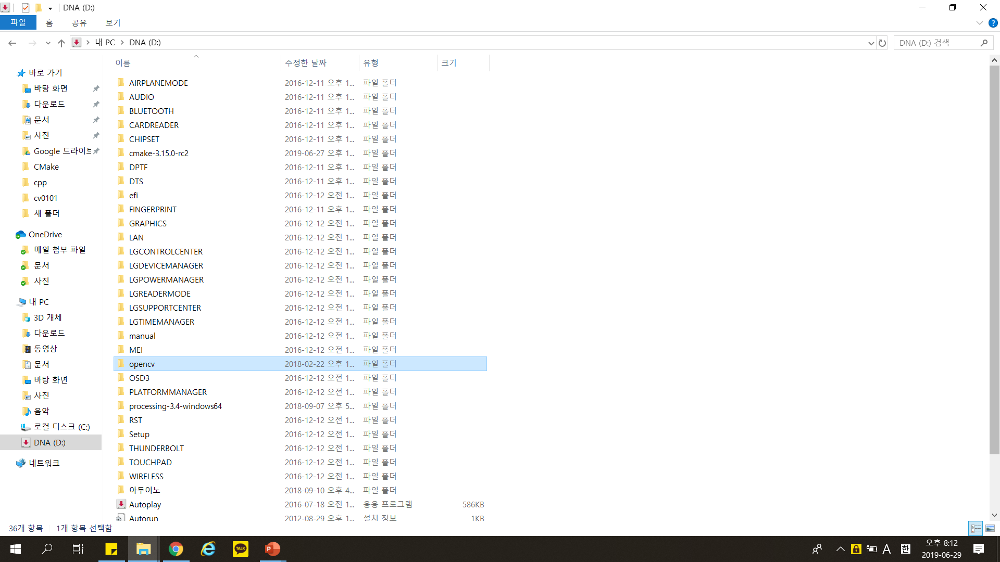 DNA (D:)
파일 홈 공유 보기
내 PC DNA (D:)
DNA (D:) 검색
바로 가기
바탕 화면
다운로드
문서
사진
Google 드라이브
CMake
cpp
cv0101
새 폴더
OneDrive
메일 첨부 파일
문서
사진
내 PC
3D 개체
다운로드
동영상
문서
바탕 화면
사진
음악
로컬 디스크 (C:)
DNA (D:)
네트워크
이름 수정한 날짜 유형 크기
AIRPLANEMODE 2016-12-11 오후 1... 파일 폴더
AUDIO 2016-12-11 오후 1... 파일 폴더
BLUETOOTH 2016-12-11 오후 1... 파일 폴더
CARDREADER 2016-12-11 오후 1... 파일 폴더
CHIPSET 2016-12-11 오후 1... 파일 폴더
cmake-3.15.0-rc2 2019-06-27 오후 1... 파일 폴더
DPTF 2016-12-11 오후 1... 파일 폴더
DTS 2016-12-11 오후 1... 파일 폴더
efi 2016-12-12 오전 1... 파일 폴더
FINGERPRINT 2016-12-11 오후 1... 파일 폴더
GRAPHICS 2016-12-12 오전 1... 파일 폴더
LAN 2016-12-12 오전 1... 파일 폴더
LGCONTROLCENTER 2016-12-12 오전 1... 파일 폴더
LGDEVICEMANAGER 2016-12-12 오전 1... 파일 폴더
LGPOWERMANAGER 2016-12-12 오전 1... 파일 폴더
LGREADERMODE 2016-12-12 오전 1... 파일 폴더
LGSUPPORTCENTER 2016-12-12 오전 1... 파일 폴더
LGTIMEMANAGER 2016-12-12 오전 1... 파일 폴더
manual 2016-12-12 오전 1... 파일 폴더
MEI 2016-12-12 오전 1... 파일 폴더
opencv 2018-02-22 오후 1... 파일 폴더
OSD3 2016-12-12 오전 1... 파일 폴더
PLATFORMMANAGER 2016-12-12 오전 1... 파일 폴더
processing-3.4-windows64 2018-09-07 오후 5... 파일 폴더
RST 2016-12-12 오전 1... 파일 폴더
Setup 2016-12-12 오전 1... 파일 폴더
THUNDERBOLT 2016-12-12 오전 1... 파일 폴더
TOUCHPAD 2016-12-12 오전 1... 파일 폴더
WIRELESS 2016-12-12 오전 1... 파일 폴더
아두이노 2018-09-10 오후 4... 파일 폴더
Autoplay 2016-07-18 오전 1... 응용 프로그램 586KB
Autorun 2012-08-29 오후 1... 설치 정보 1KB
36개 항목 1개 항목 선택함
TALK
A 한
오후 8:12
2019-06-29